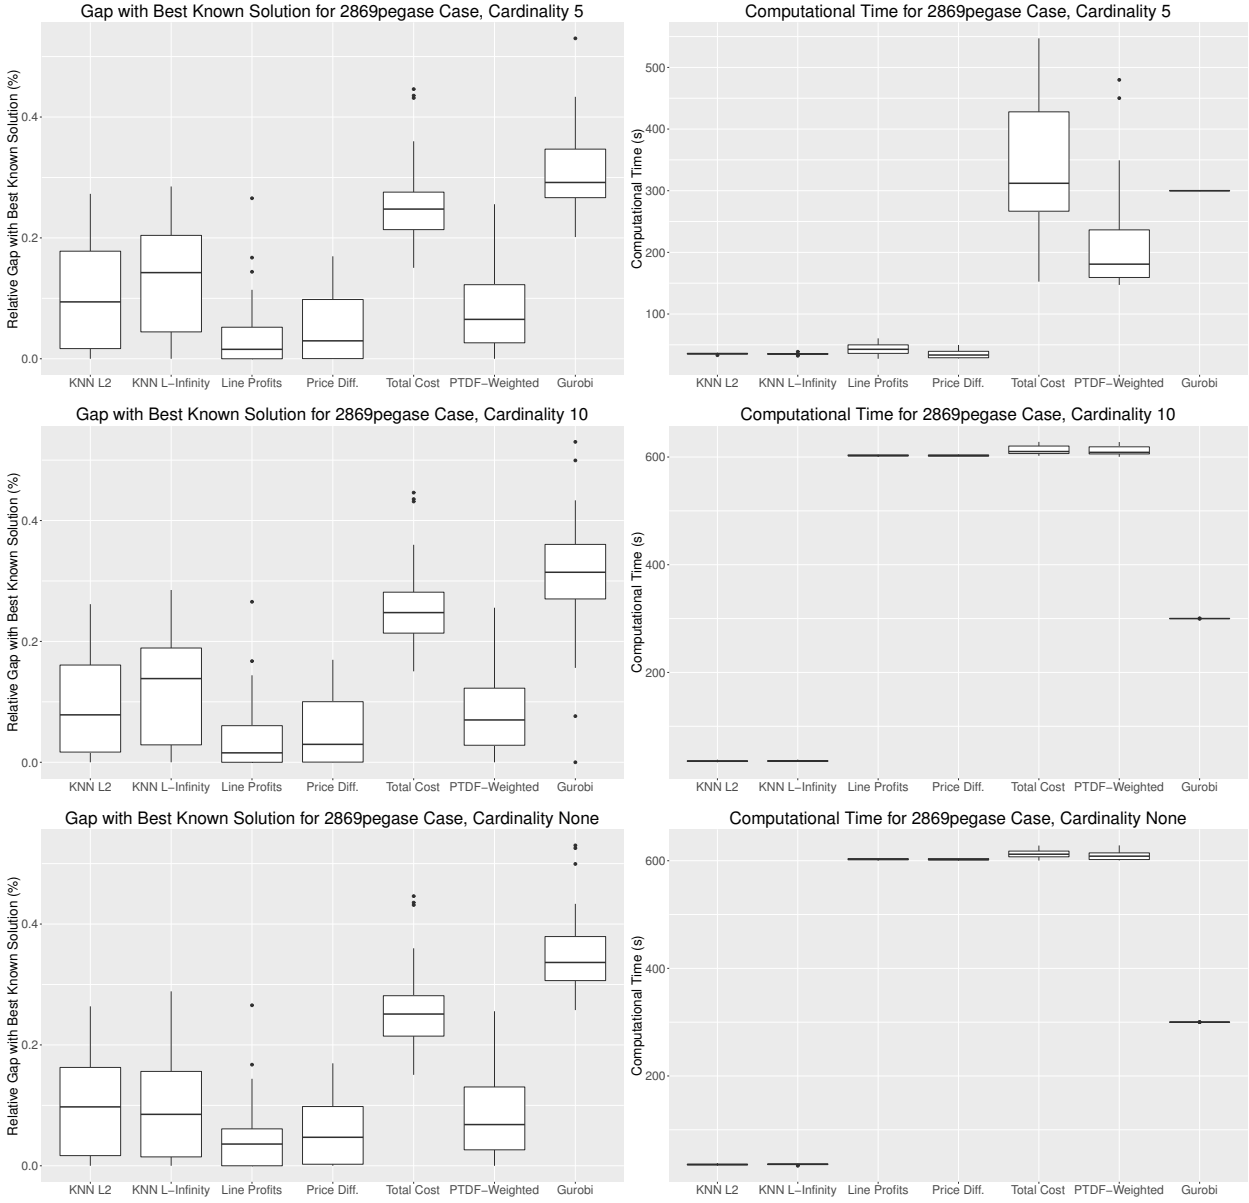 Gap with Best Known Solution for 2869pegase Case, Cardinality 5
Relative Gap with Best Known Solution (%)
0.4
0.2
0.0
KNN L2 KNN L−Infinity Line Profits Price Diff. Total Cost PTDF−Weighted Gurobi
Computational Time for 2869pegase Case, Cardinality 5
Computational Time (s)
500
400
300
200
100
KNN L2 KNN L−Infinity Line Profits Price Diff. Total Cost PTDF−Weighted Gurobi
Gap with Best Known Solution for 2869pegase Case, Cardinality 10
Relative Gap with Best Known Solution (%)
0.4
0.2
0.0
KNN L2 KNN L−Infinity Line Profits Price Diff. Total Cost PTDF−Weighted Gurobi
Computational Time for 2869pegase Case, Cardinality 10
Computational Time (s)
600
400
200
KNN L2 KNN L−Infinity Line Profits Price Diff. Total Cost PTDF−Weighted Gurobi
Gap with Best Known Solution for 2869pegase Case, Cardinality None
Relative Gap with Best Known Solution (%)
0.4
0.2
0.0
KNN L2 KNN L−Infinity Line Profits Price Diff. Total Cost PTDF−Weighted Gurobi
Computational Time for 2869pegase Case, Cardinality None
Computational Time (s)
600
400
200
KNN L2 KNN L−Infinity Line Profits Price Diff. Total Cost PTDF−Weighted Gurobi